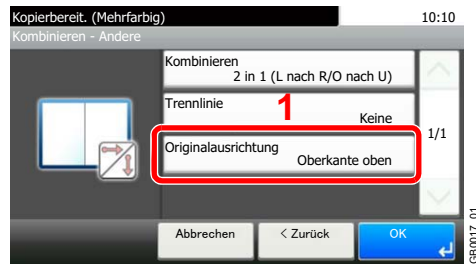 Kopierbereit. (Mehrfarbig)
10:10
Kombinieren - Andere
Kombinieren
2 in 1 (L nach R/O nach U)
Trennlinie
1
Keine
Originalausrichtung
Oberkante oben
1/1
Abbrechen
< Zurück
OK
GB0017_01